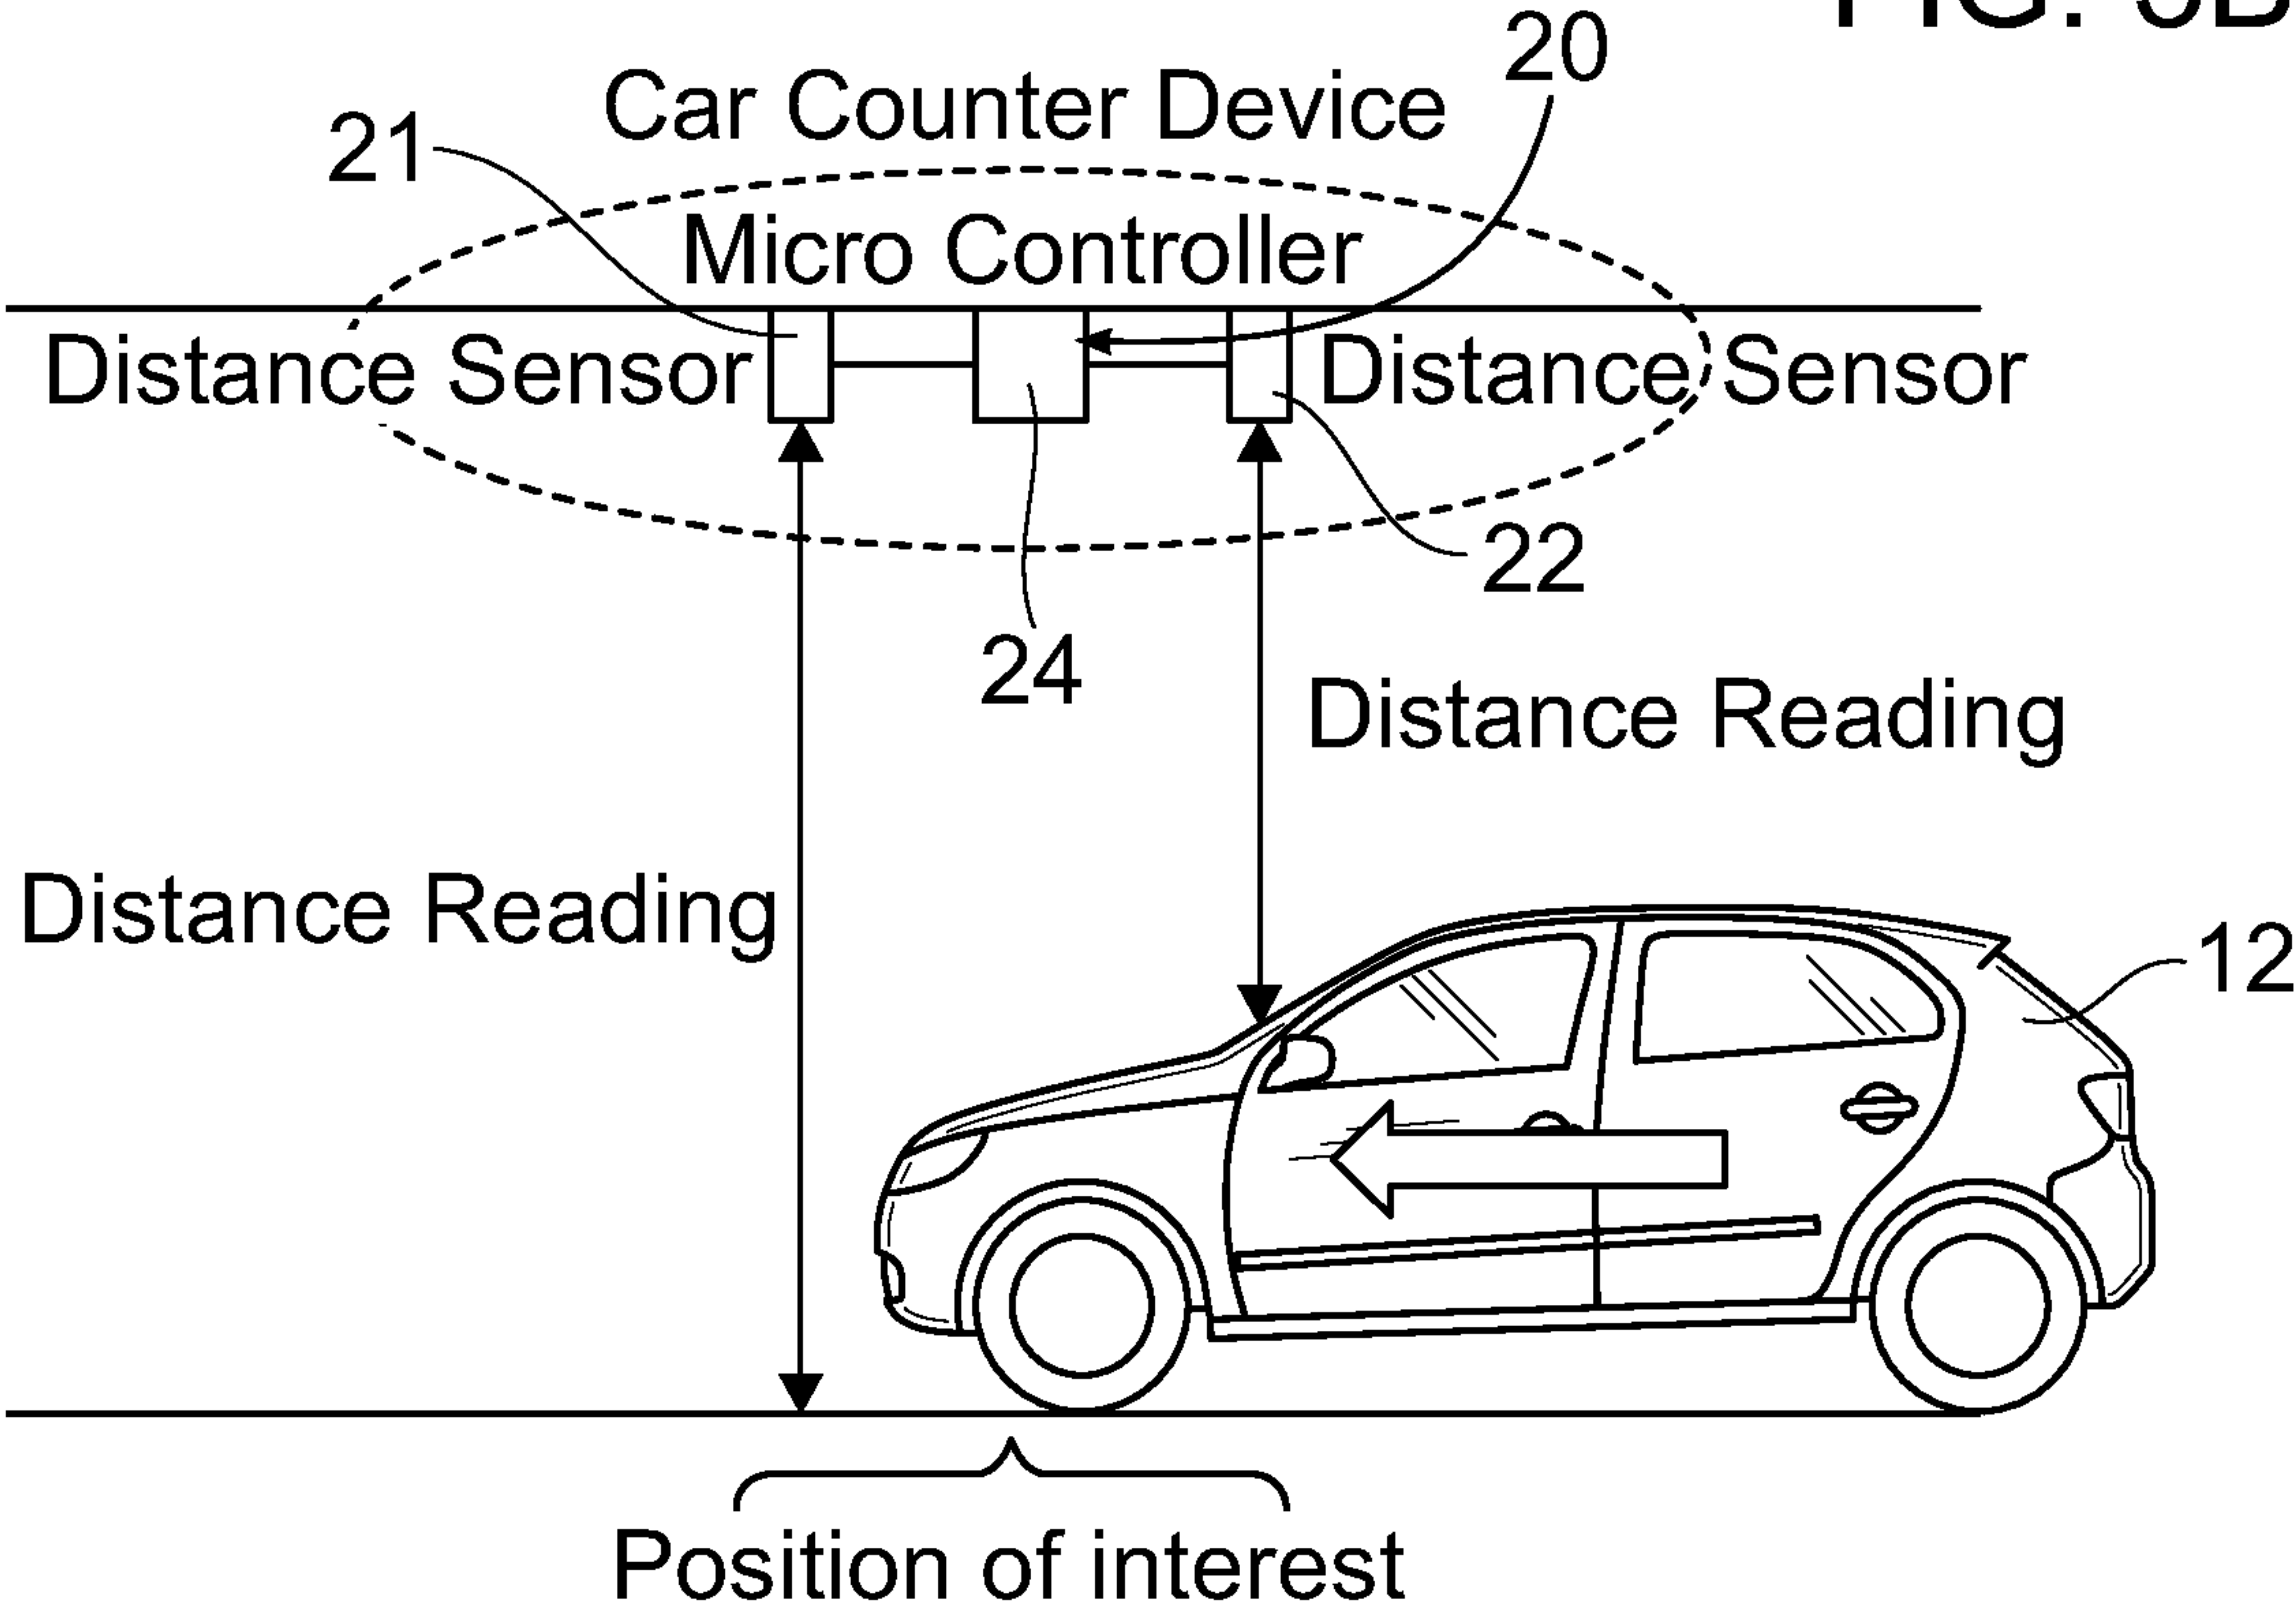 20
Car Counter Device
21
Micro Controller
Distance Sensor
Distance Sensor
22
24
Distance Reading
Distance Reading
12
Position of interest